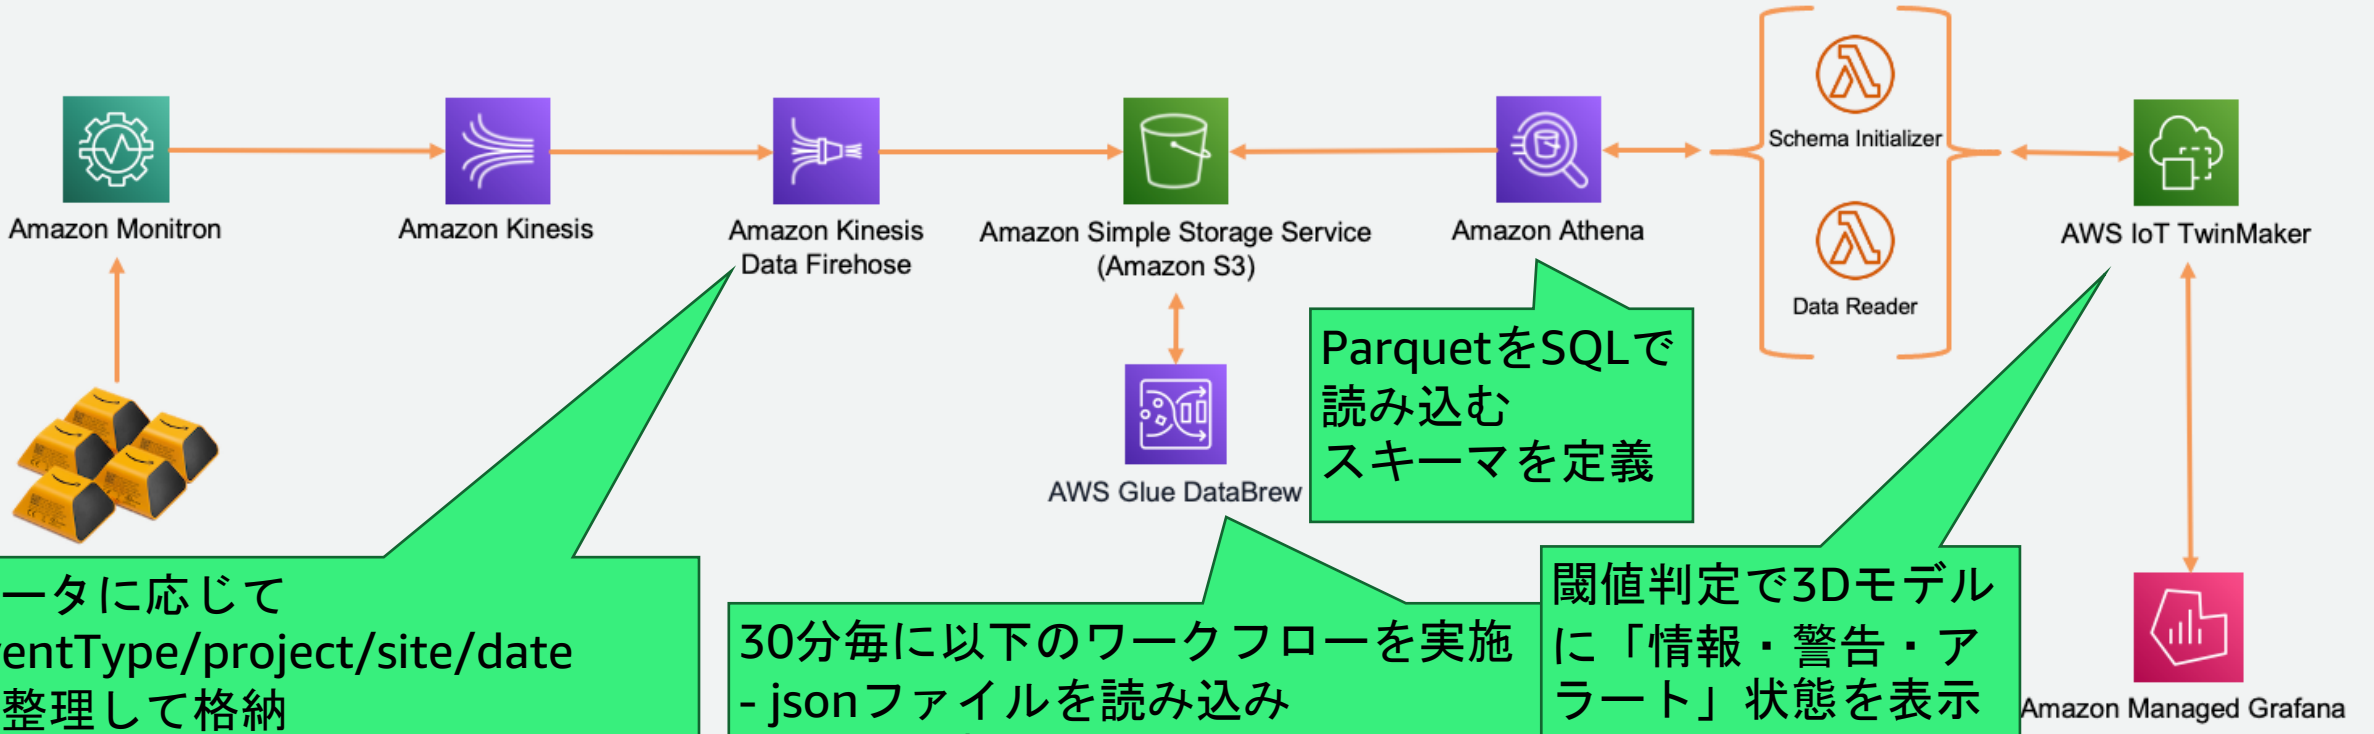 Schema Initializer
Data Reader
Amazon Monitron
Amazon Kinesis
Amazon Kinesis
Data Firehose
Amazon Simple Storage Service
(Amazon S3)
Amazon Athena
AWS IoT TwinMaker
AWS Glue DataBrew
Amazon Managed Grafana
ParquetをSQLで
読み込む
スキーマを定義
ータに応じて
entType/project/site/date
整理して格納
30分毎に以下のワークフローを実施
- jsonファイルを読み込み
閾値判定で3Dモデル
に「情報・警告・ア
ラート」状態を表示